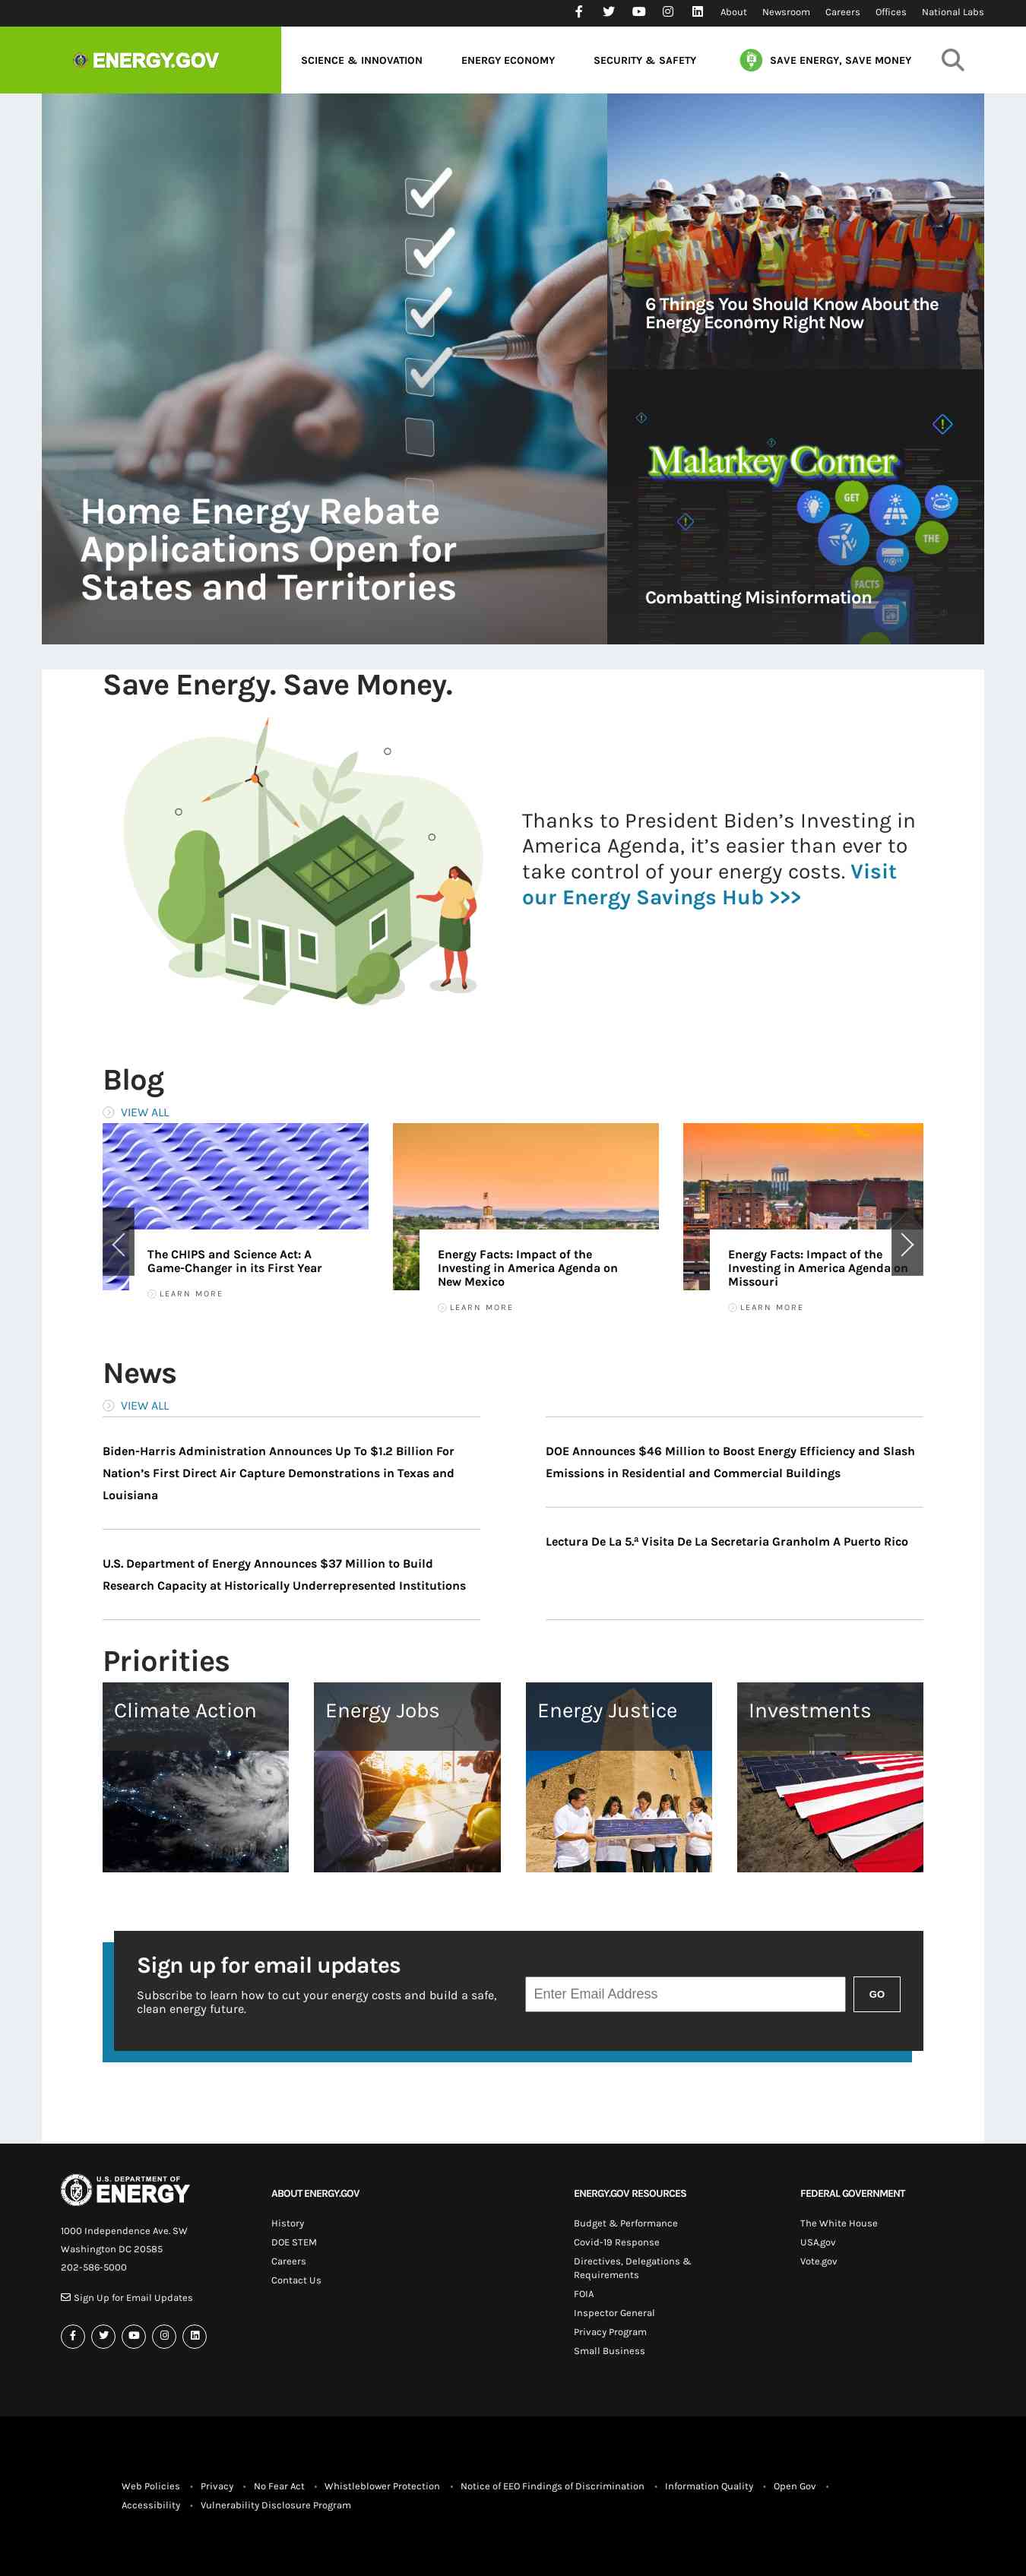 About Newsroom Careers Offices National Labs
ENERGY.GOV
SCIENCE & INNOVATION ENERGY ECONOMY SECURITY & SAFETY SAVE ENERGY, SAVE MONEY
6 Things You Should Know About the
Energy Economy Right Now
Malarkey Corner
GET
THE
FACTS
Combatting Misinformation
Home Energy Rebate
Applications Open for
States and Territories
Save Energy. Save Money.
Thanks to President Biden’s Investing in
America Agenda, it’s easier than ever to
take control of your energy costs. Visit
our Energy Savings Hub >>>
Blog
VIEW ALL
The CHIPS and Science Act: A
Game-Changer in its First Year
LEARN MORE
Energy Facts: Impact of the
Investing in America Agenda on
New Mexico
LEARN MORE
Energy Facts: Impact of the
Investing in America Agenda on
Missouri
LEARN MORE
News
VIEW ALL
Biden-Harris Administration Announces Up To $1.2 Billion For
Nation’s First Direct Air Capture Demonstrations in Texas and
Louisiana
U.S. Department of Energy Announces $37 Million to Build
Research Capacity at Historically Underrepresented Institutions
DOE Announces $46 Million to Boost Energy Efficiency and Slash
Emissions in Residential and Commercial Buildings
Lectura De La 5.ª Visita De La Secretaria Granholm A Puerto Rico
Priorities
Climate Action
Energy Jobs
Energy Justice
Investments
Sign up for email updates
Subscribe to learn how to cut your energy costs and build a safe,
clean energy future.
Enter Email Address
GO
U.S. DEPARTMENT OF
ENERGY
1000 Independence Ave. SW
Washington DC 20585
202-586-5000
Sign Up for Email Updates
ABOUT ENERGY.GOV
History
DOE STEM
Careers
Contact Us
ENERGY.GOV RESOURCES
Budget & Performance
Covid-19 Response
Directives, Delegations &
Requirements
FOIA
Inspector General
Privacy Program
Small Business
FEDERAL GOVERNMENT
The White House
USA.gov
Vote.gov
Web Policies • Privacy • No Fear Act • Whistleblower Protection • Notice of EEO Findings of Discrimination • Information Quality • Open Gov •
Accessibility • Vulnerability Disclosure Program